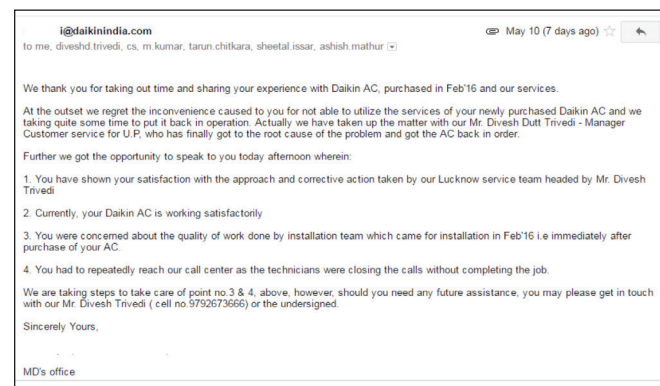 i@daikinindia.com May 10 (7 days ago)
to me, diveshd.trivedi, cs, m.kumar, tarun.chitkara, sheetal.issar, ashish.mathur
We thank you for taking out time and sharing your experience with Daikin AC, purchased in Feb'16 and our services.
At the outset we regret the inconvenience caused to you for not able to utilize the services of your newly purchased Daikin AC and we
taking quite some time to put it back in operation. Actually we have taken up the matter with our Mr. Divesh Dutt Trivedi - Manager
Customer service for U.P, who has finally got to the root cause of the problem and got the AC back in order.
Further we got the opportunity to speak to you today afternoon wherein:
1. You have shown your satisfaction with the approach and corrective action taken by our Lucknow service team headed by Mr. Divesh
Trivedi
2. Currently, your Daikin AC is working satisfactorily
3. You were concerned about the quality of work done by installation team which came for installation in Feb'16 i.e immediately after
purchase of your AC.
4. You had to repeatedly reach our call center as the technicians were closing the calls without completing the job.
We are taking steps to take care of point no.3 & 4, above, however, should you need any future assistance, you may please get in touch
with our Mr. Divesh Trivedi ( cell no.9792673666) or the undersigned.
Sincerely Yours,
MD's office